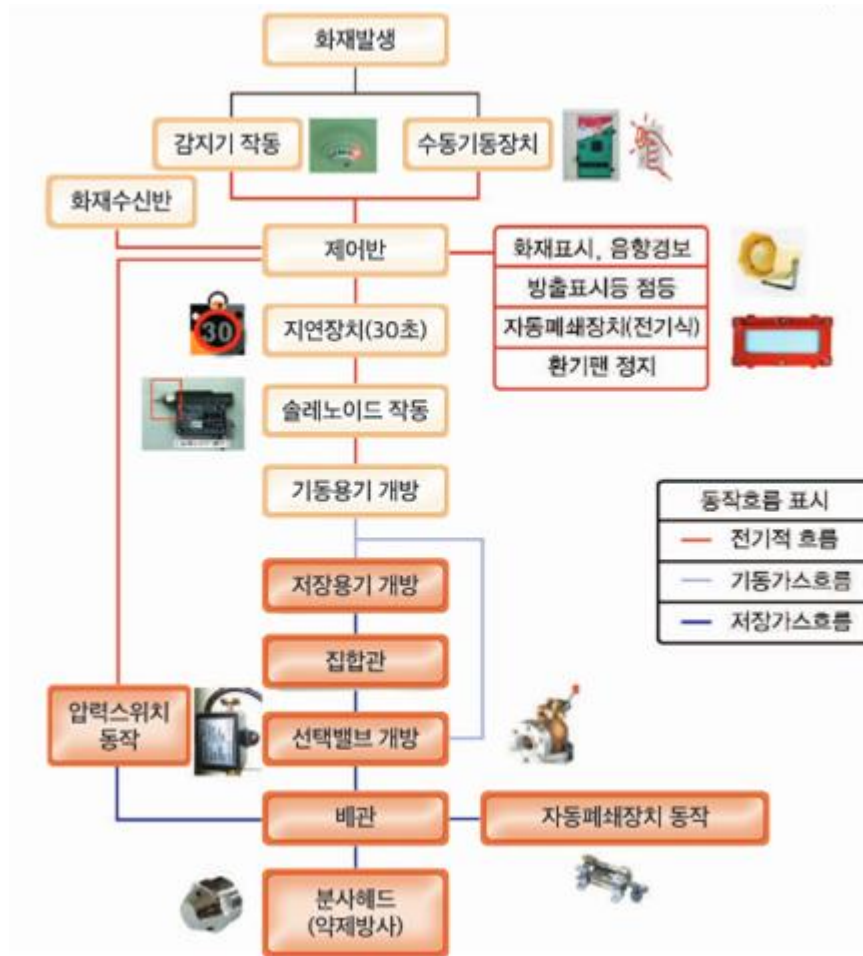 화재발생
감지기 작동
수동기동장치
화재수신반
제어반
화재표시, 음향경보
방출표시등 점등
자동폐쇄장치(전기식)
환기팬 정지
30
지연장치(30초)
솔레노이드 작동
기동용기 개방
동작흐름 표시
전기적 흐름
기동가스흐름
저장가스흐름
저장용기 개방
집합관
압력스위치
동작
선택밸브 개방
배관
자동폐쇄장치 동작
분사헤드
(약제방사)